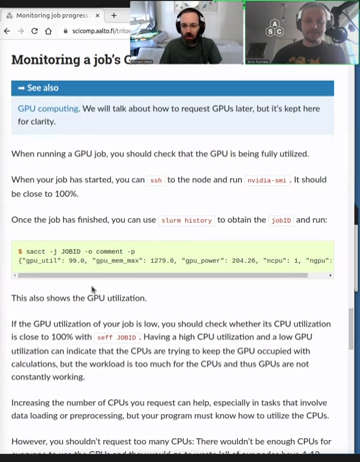 Monitoring job progres
scicomp.aalto.fi/trito
Monitoring a job's G
➡ See also
GPU computing. We will talk about how to request GPUs later, but it's kept here
for clarity.
When running a GPU job, you should check that the GPU is being fully utilized.
When your job has started, you can ssh to the node and run nvidia-smi. It should
be close to 100%.
Once the job has finished, you can use slurm history to obtain the jobID and run:
$ sacct -j JOBID -o comment -p
{"gpu_util": 99.0, "gpu_mem_max": 1279.0, "gpu_power": 204.26, "ncpu": 1, "ngpu":
This also shows the GPU utilization.
If the GPU utilization of your job is low, you should check whether its CPU utilization
is close to 100% with seff JOBID. Having a high CPU utilization and a low GPU
utilization can indicate that the CPUs are trying to keep the GPU occupied with
calculations, but the workload is too much for the CPUs and thus GPUs are not
constantly working.
Increasing the number of CPUs you request can help, especially in tasks that involve
data loading or preprocessing, but your program must know how to utilize the CPUs.
However, you shouldn't request too many CPUs: There wouldn't be enough CPUs for